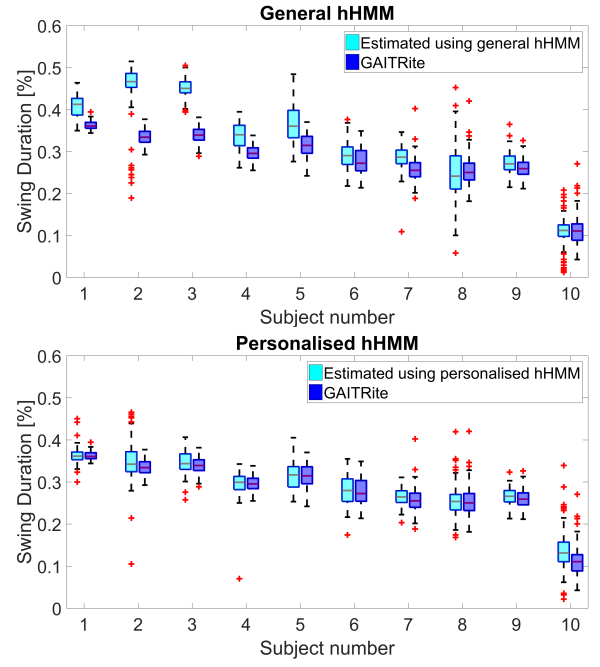 General hHMM
Estimated using general hHMM
GAITRite
Swing Duration [%]
0.6
0.5
0.4
0.3
0.2
0.1
0
1 2 3 4 5 6 7 8 9 10
Subject number
Personalised hHMM
Estimated using personalised hHMM
GAITRite
Swing Duration [%]
0.6
0.5
0.4
0.3
0.2
0.1
0
1 2 3 4 5 6 7 8 9 10
Subject number